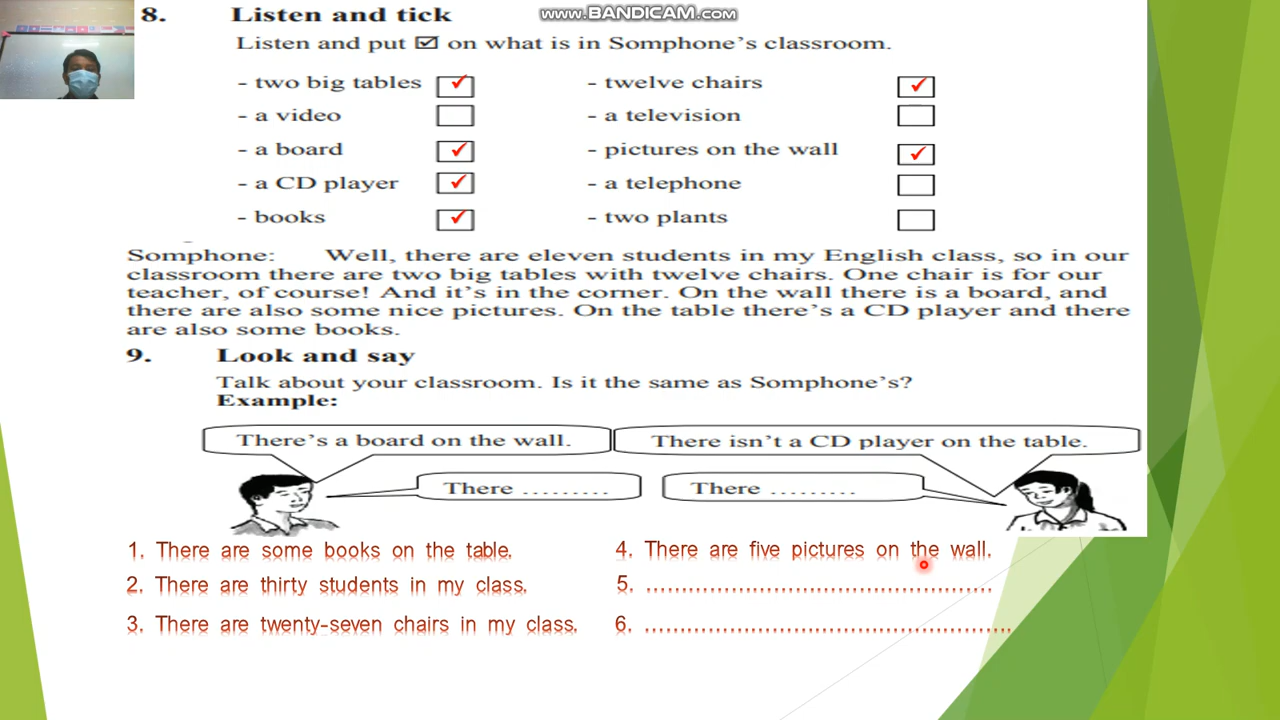 www.BANDICAM.com
8. Listen and tick
Listen and put ☑ on what is in Somphone's classroom.
- two big tables ✓ - twelve chairs ✓
- a video - a television
- a board ✓ - pictures on the wall ✓
- a CD player ✓ - a telephone
- books ✓ - two plants
Somphone: Well, there are eleven students in my English class, so in our
classroom there are two big tables with twelve chairs. One chair is for our
teacher, of course! And it's in the corner. On the wall there is a board, and
there are also some nice pictures. On the table there's a CD player and there
are also some books.
9. Look and say
Talk about your classroom. Is it the same as Somphone's?
Example:
There's a board on the wall. There isn't a CD player on the table.
There ......... There .........
1. There are some books on the table. 4. There are five pictures on the wall.
2. There are thirty students in my class. 5. ................................................
3. There are twenty-seven chairs in my class. 6. ...................................................